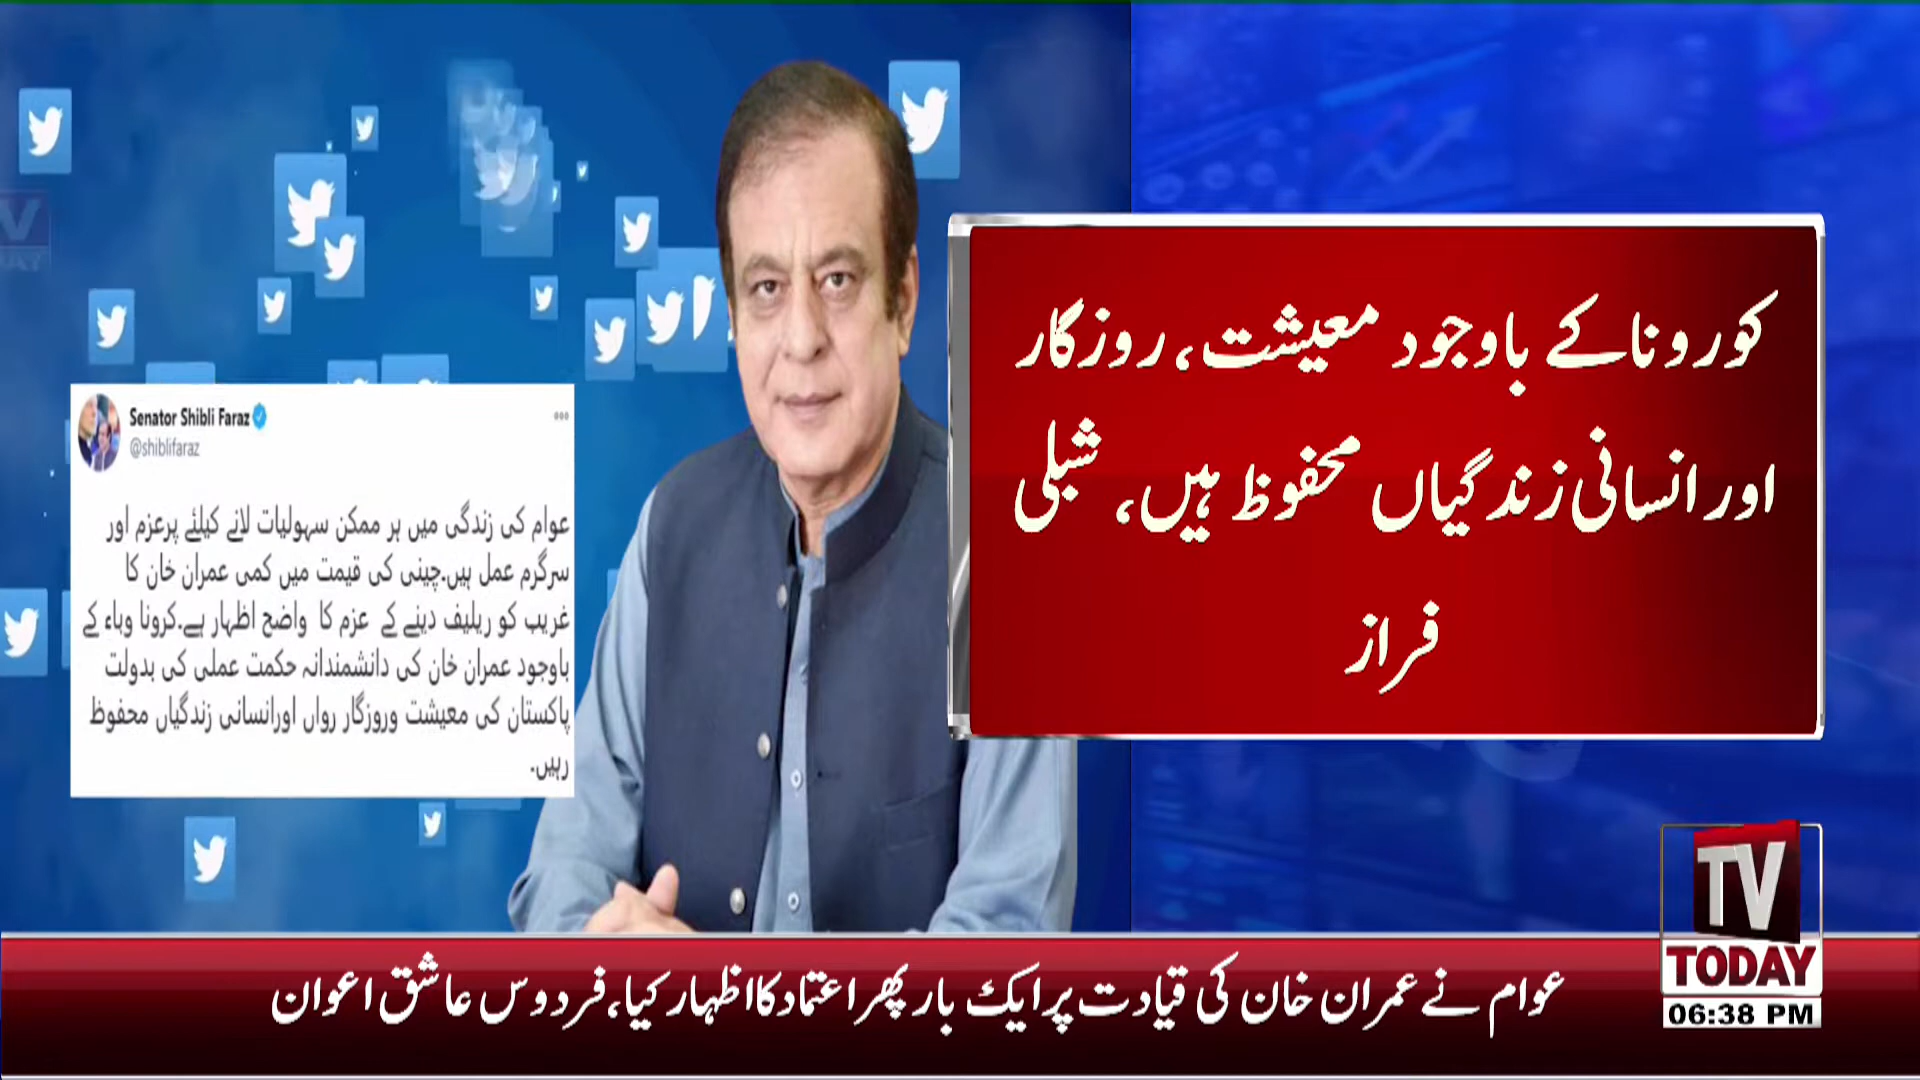 Senator Shibli Faraz
@shiblifaraz
عوام کی زندگی میں ہر ممکن سہولیات لانے کیلئے پرعزم اور
سرگرم عمل ہیں.چینی کی قیمت میں کمی عمران خان کا
غریب کو ریلیف دینے کے عزم کا واضح اظہار ہے.کرونا وباء کے
باوجود عمران خان کی دانشمندانہ حکمت عملی کی بدولت
پاکستان کی معیشت وروزگار رواں اورانسانی زندگیاں محفوظ
رہیں.
کورونا کے باوجود معیشت، روزگار
اور انسانی زندگیاں محفوظ ہیں، شبلی
فراز
TV
TODAY
06:38 PM
عوام نے عمران خان کی قیادت پر ایک بار پھر اعتماد کا اظہار کیا، فردوس عاشق اعوان